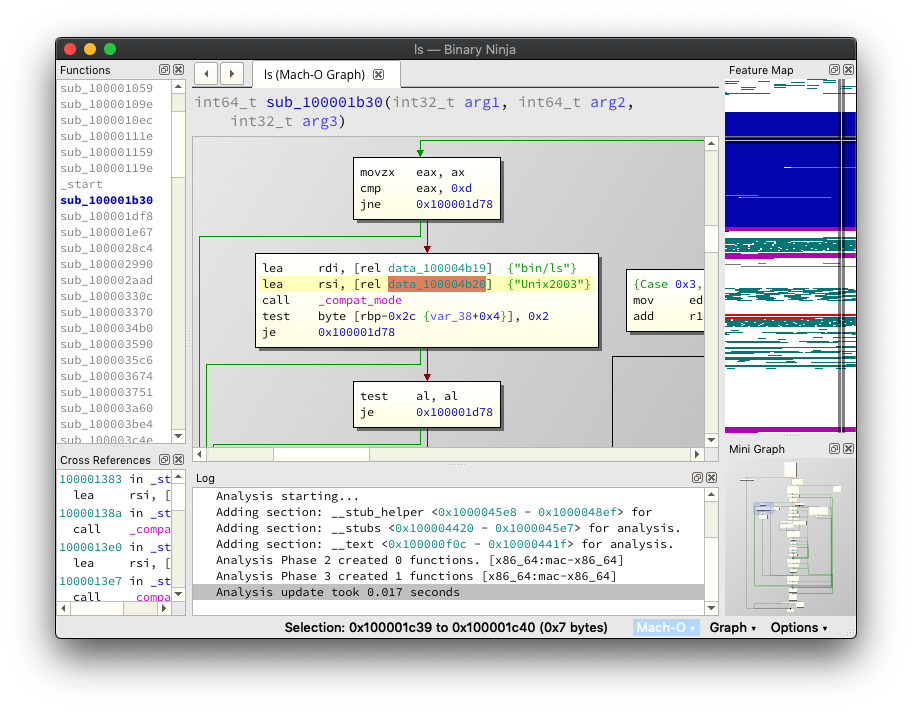 ls — Binary Ninja
Functions
sub_100001059
sub_10000109e
sub_1000010ec
sub_10000111e
sub_100001159
sub_10000119e
_start
sub_100001b30
sub_100001df8
sub_100001e67
sub_1000028c4
sub_100002990
sub_100002aad
sub_10000330c
sub_100003370
sub_1000034b0
sub_100003590
sub_1000035c6
sub_100003674
sub_100003751
sub_100003a60
sub_100003be4
sub_100003c4e
Cross References
100001383 in _st
lea rsi, [
10000138a in _st
call _compa
1000013e0 in _st
lea rsi, [
1000013e7 in _st
call _compa
ls (Mach-O Graph)
int64_t sub_100001b30(int32_t arg1, int64_t arg2,
int32_t arg3)
movzx eax, ax
cmp eax, 0xd
jne 0x100001d78
lea rdi, [rel data_100004b19] {"bin/ls"}
lea rsi, [rel data_100004b20] {"Unix2003"}
call _compat_mode
test byte [rbp-0x2c {var_38+0x4}], 0x2
je 0x100001d78
{Case 0x3,
mov ed
add rl
test al, al
je 0x100001d78
Log
Analysis starting...
Adding section: __stub_helper <0x1000045e8 - 0x1000048ef> for
Adding section: __stubs <0x100004420 - 0x1000045e7> for analysis.
Adding section: __text <0x100000f0c - 0x10000441f> for analysis.
Analysis Phase 2 created 0 functions. [x86_64:mac-x86_64]
Analysis Phase 3 created 1 functions [x86_64:mac-x86_64]
Analysis update took 0.017 seconds
Feature Map
Mini Graph
Selection: 0x100001c39 to 0x100001c40 (0x7 bytes)
Mach-O
Graph
Options